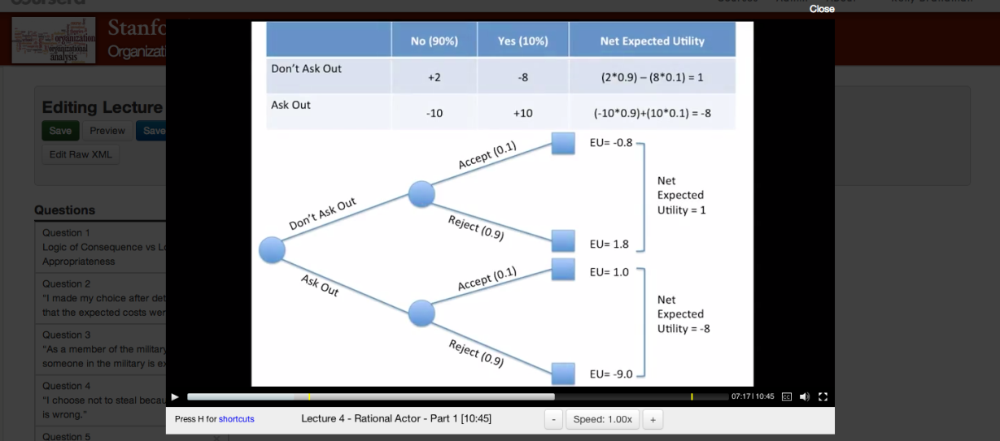 Close
Stanfo
Organizati
organization
organizational
analysis
Editing Lecture
Save Preview Save
Edit Raw XML
Questions
Question 1
Logic of Consequence vs Lo
Appropriateness
Question 2
"I made my choice after det
that the expected costs wer
Question 3
"As a member of the military
someone in the military is ex
Question 4
"I choose not to steal becau
is wrong."
Question 5
No (90%) Yes (10%) Net Expected Utility
Don't Ask Out +2 -8 (2*0.9) – (8*0.1) = 1
Ask Out -10 +10 (-10*0.9)+(10*0.1) = -8
Accept (0.1)
EU= -0.8
Don't Ask Out
Net
Expected
Utility = 1
Reject (0.9)
EU= 1.8
Ask Out
Accept (0.1)
EU= 1.0
Net
Expected
Utility = -8
Reject (0.9)
EU= -9.0
07:17 | 10:45 CC
Press H for shortcuts Lecture 4 - Rational Actor - Part 1 [10:45] - Speed: 1.00x +